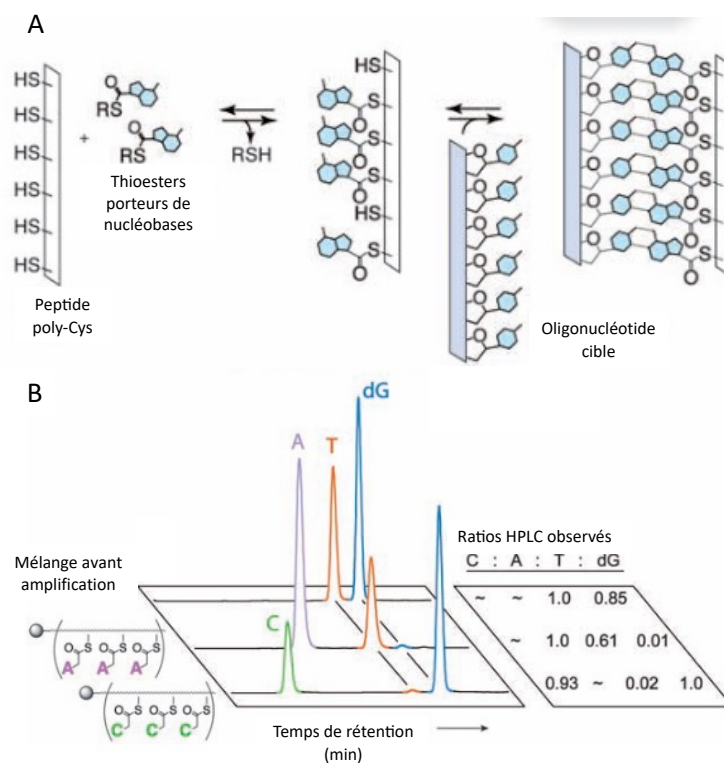 A
HS
HS
HS
HS
HS
HS
+
O
RS
O
RS
RSH
HS
S
O
S
O
S
O
HS
S
O
O
O
O
O
O
O
O
S
O
O
S
O
O
S
O
O
S
O
O
S
O
O
S
O
Thioesters
porteurs de
nucléobases
Peptide
poly-Cys
Oligonucléotide
cible
B
dG
A
T
C
Mélange avant
amplification
O S O S O S
A A A
O S O S O S
C C C
Temps de rétention
(min)
Ratios HPLC observés
C : A : T : dG
~ ~ 1.0 0.85
~ 1.0 0.61 0.01
0.93 ~ 0.02 1.0